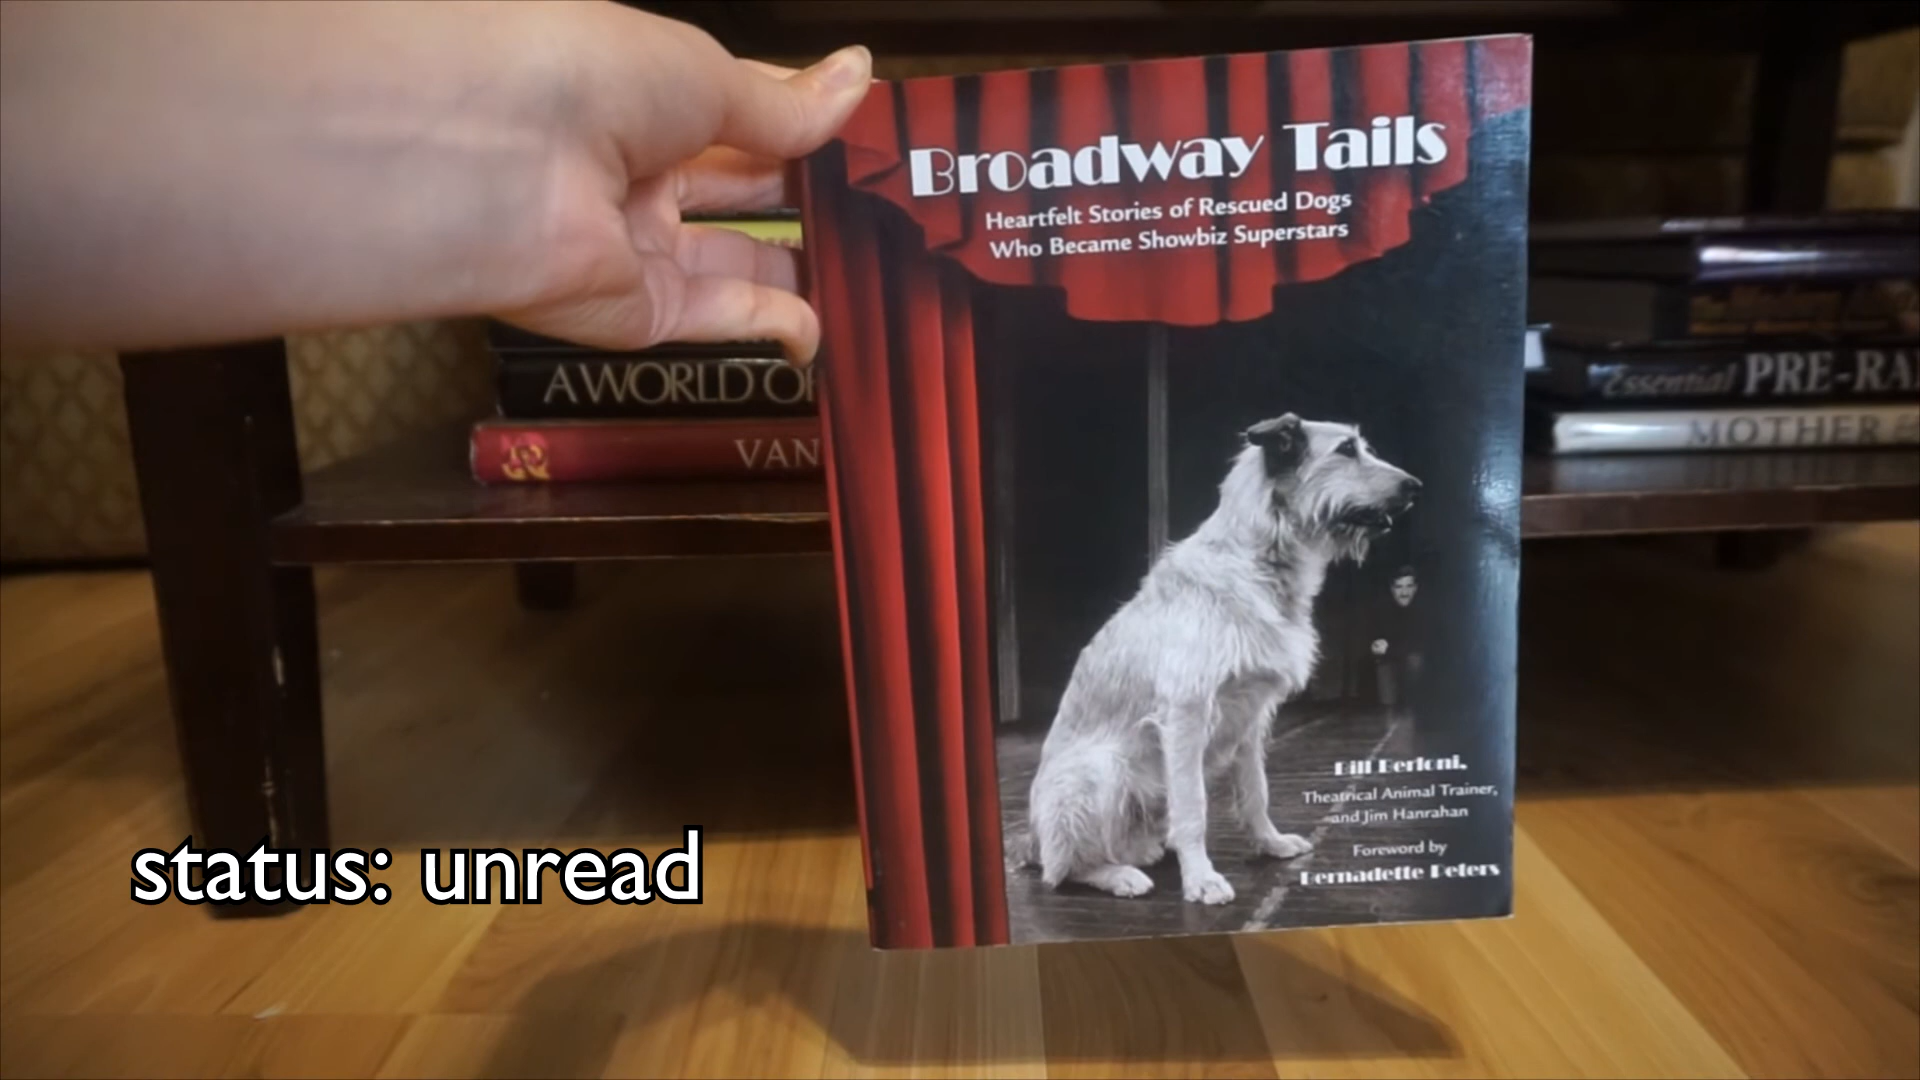 Broadway Tails
Heartfelt Stories of Rescued Dogs
Who Became Showbiz Superstars
A WORLD OF
VAN
Essential PRE-RA
MOTHER
Bill Berloni,
Theatrical Animal Trainer,
and Jim Hanrahan
Foreword by
Bernadette Peters
status: unread